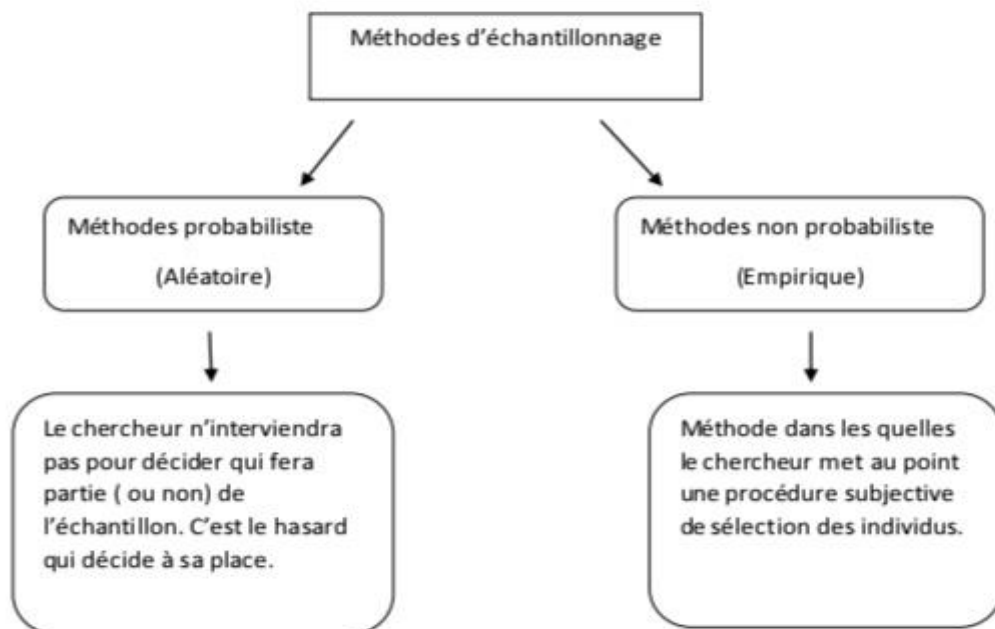 Méthodes d'échantillonnage
Méthodes probabiliste
(Aléatoire)
Méthodes non probabiliste
(Empirique)
Le chercheur n'interviendra
pas pour décider qui fera
partie ( ou non) de
l'échantillon. C'est le hasard
qui décide à sa place.
Méthode dans les quelles
le chercheur met au point
une procédure subjective
de sélection des individus.